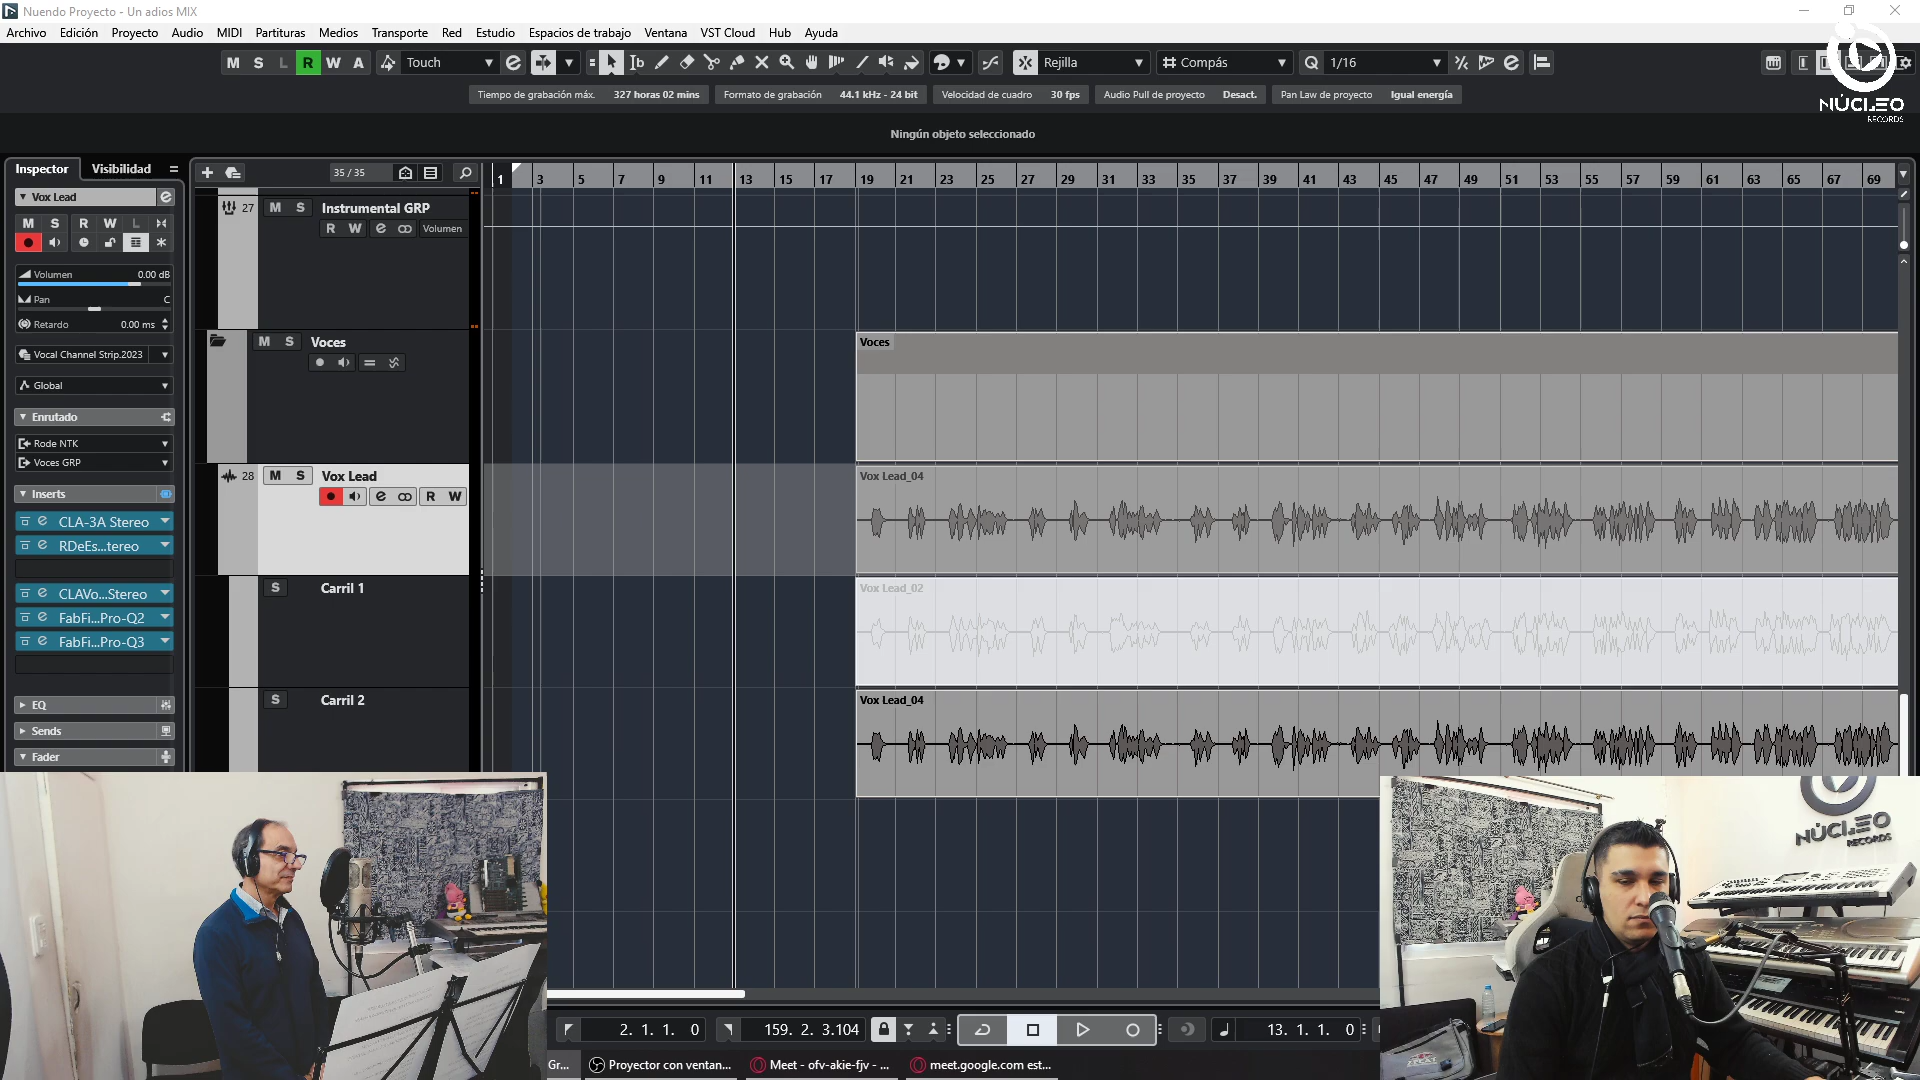 Nuendo Proyecto - Un adios MIX
Archivo Edición Proyecto Audio MIDI Partituras Medios Transporte Red Estudio Espacios de trabajo Ventana VST Cloud Hub Ayuda
M S L R W A Touch Rejilla Compás Q 1/16
NÚCLEO
RECORDS
Tiempo de grabación máx. 327 horas 02 mins Formato de grabación 44.1 kHz - 24 bit Velocidad de cuadro 30 fps Audio Pull de proyecto Desact. Pan Law de proyecto Igual energía
Ningún objeto seleccionado
Inspector Visibilidad
35 / 35
1 3 5 7 9 11 13 15 17 19 21 23 25 27 29 31 33 35 37 39 41 43 45 47 49 51 53 55 57 59 61 63 65 67 69
Vox Lead
M S R W L
Volumen 0.00 dB
Pan C
Retardo 0.00 ms
Vocal Channel Strip.2023
Global
Enrutado
Rode NTK
Voces GRP
Inserts
CLA-3A Stereo
RDeEs...tereo
CLAVo...Stereo
FabFi...Pro-Q2
FabFi...Pro-Q3
EQ
Sends
Fader
27 M S Instrumental GRP
R W Volumen
M S Voces
Voces
28 M S Vox Lead
R W
Vox Lead_04
S Carril 1
Vox Lead_02
S Carril 2
Vox Lead_04
NÚCLEO
RECORDS
2. 1. 1. 0 159. 2. 3.104 13. 1. 1. 0
Gr... Proyector con ventan... Meet - ofv-akie-fjv - ... meet.google.com est...